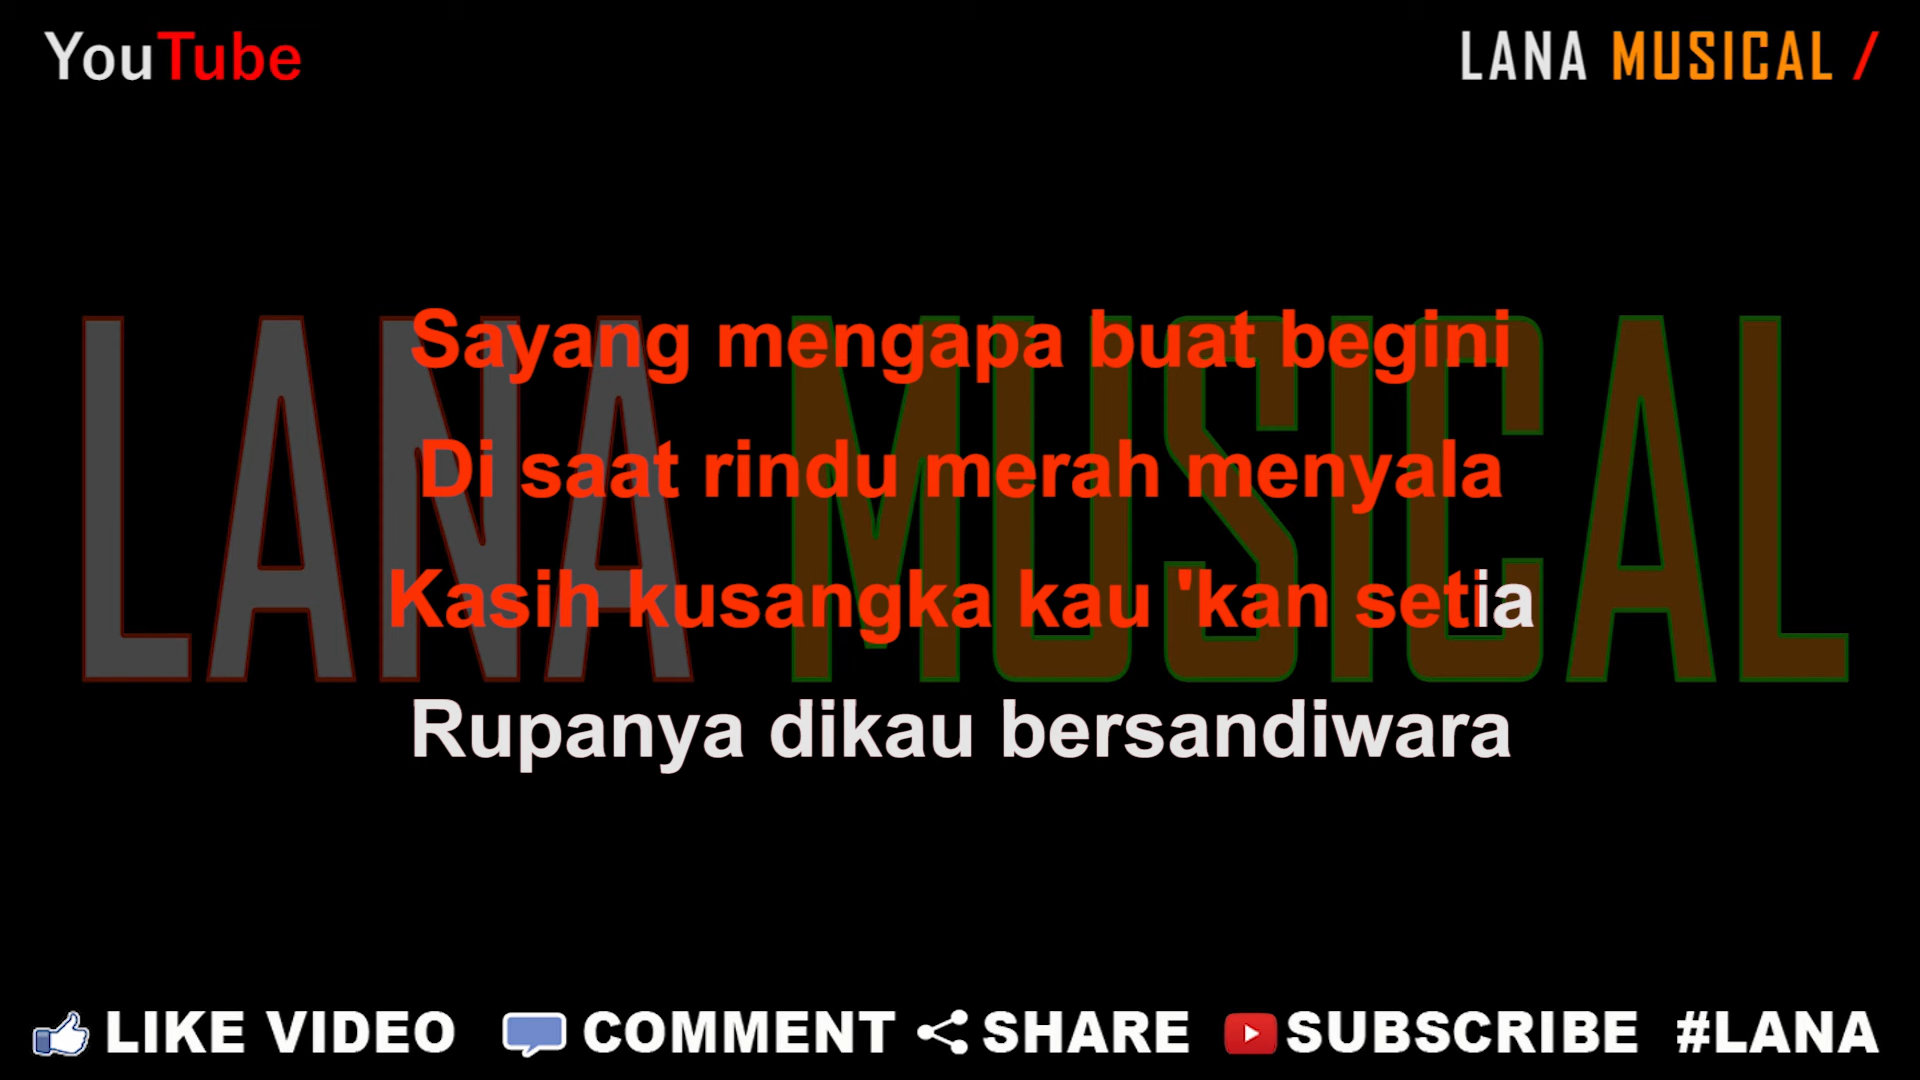 YouTube
LANA MUSICAL /
LANA MUSICAL
Sayang mengapa buat begini
Di saat rindu merah menyala
Kasih kusangka kau 'kan setia
Rupanya dikau bersandiwara
LIKE VIDEO COMMENT SHARE SUBSCRIBE #LANA